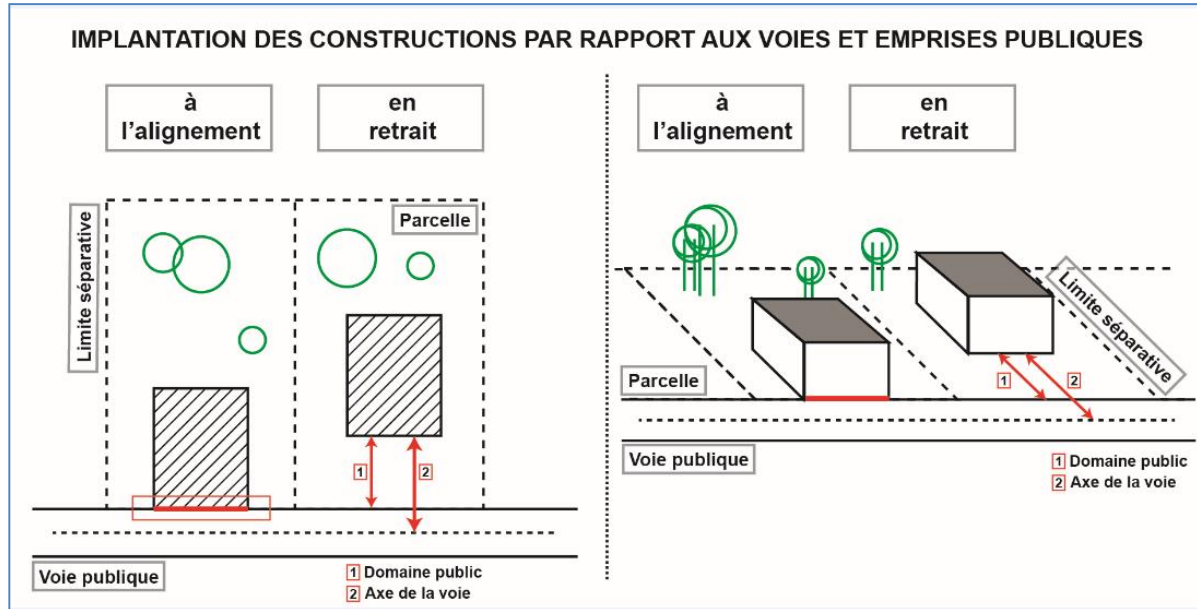 IMPLANTATION DES CONSTRUCTIONS PAR RAPPORT AUX VOIES ET EMPRISES PUBLIQUES
à
l'alignement
en
retrait
Limite séparative
Parcelle
1
2
Voie publique
1 Domaine public
2 Axe de la voie
à
l'alignement
en
retrait
Parcelle
Limite séparative
1
2
Voie publique
1 Domaine public
2 Axe de la voie